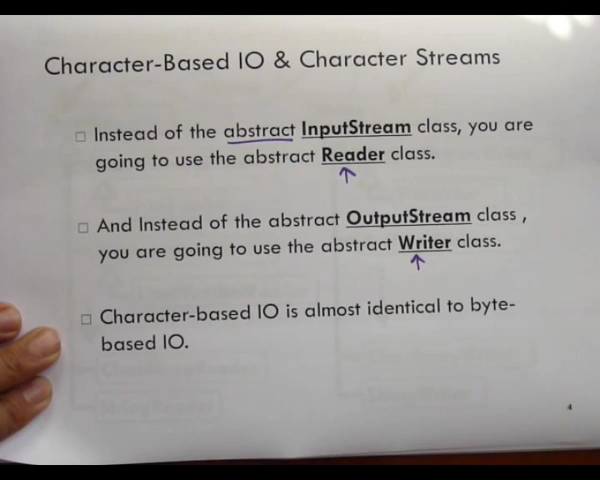 Character-Based IO & Character Streams
Instead of the abstract InputStream class, you are
going to use the abstract Reader class.
And Instead of the abstract OutputStream class ,
you are going to use the abstract Writer class.
Character-based IO is almost identical to byte-
based IO.
StringReader
4